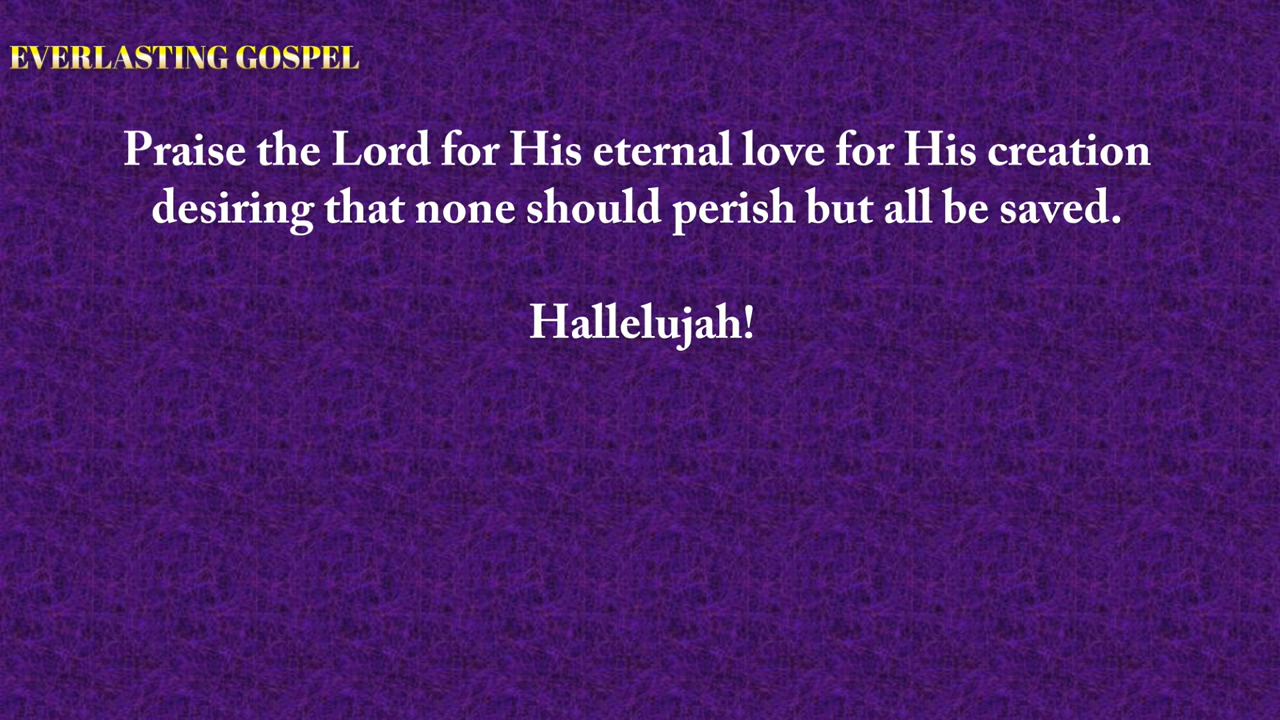 EVERLASTING GOSPEL
Praise the Lord for His eternal love for His creation
desiring that none should perish but all be saved.
Hallelujah!